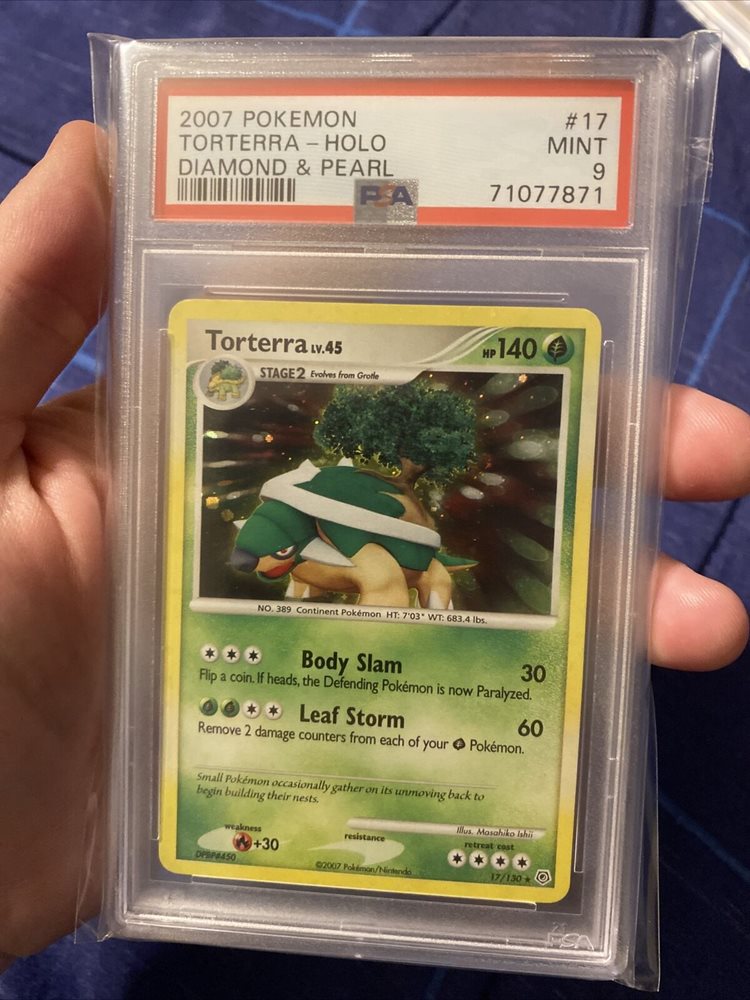 2007 POKEMON #17
TORTERRA - HOLO MINT
DIAMOND & PEARL 9
PSA 71077871
Torterra LV.45 HP 140
STAGE2 Evolves from Grotle
NO. 389 Continent Pokémon HT: 7'03" WT: 683.4 lbs.
Body Slam 30
Flip a coin. If heads, the Defending Pokémon is now Paralyzed.
Leaf Storm 60
Remove 2 damage counters from each of your Pokémon.
Small Pokémon occasionally gather on its unmoving back to
begin building their nests.
Illus. Masahiko Ishii
weakness resistance retreat cost
+30
DPBP#450 ©2007 Pokémon/Nintendo 17/130 ★
PSA